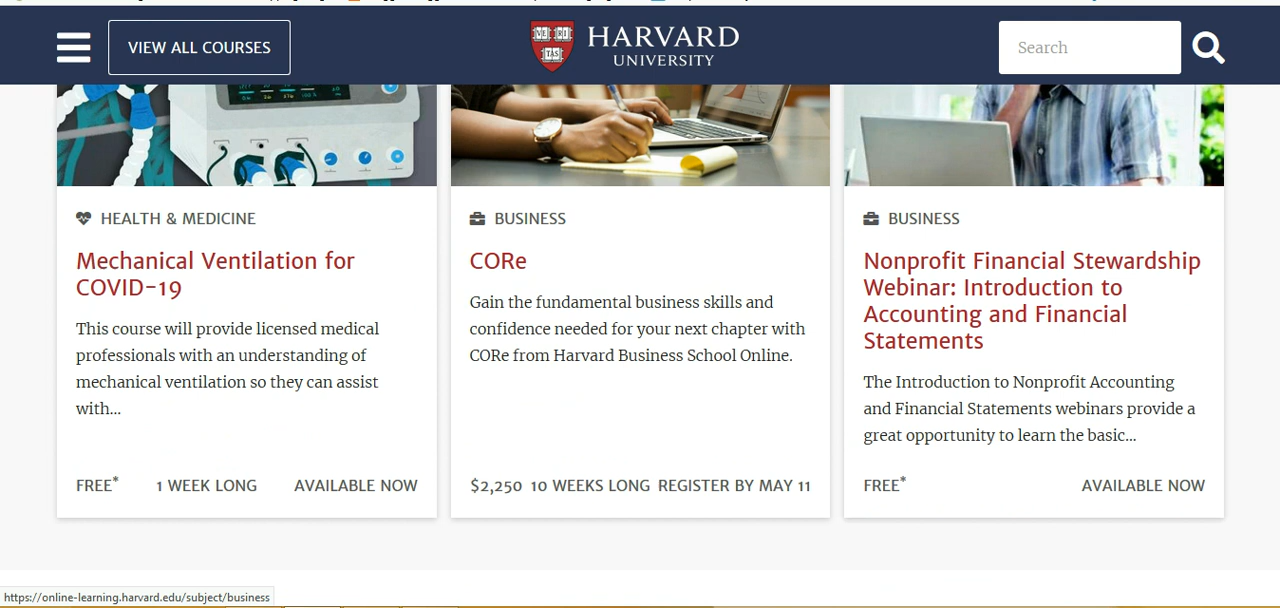 VIEW ALL COURSES
VE RI
TAS
HARVARD
UNIVERSITY
Search
HEALTH & MEDICINE
Mechanical Ventilation for
COVID-19
This course will provide licensed medical
professionals with an understanding of
mechanical ventilation so they can assist
with...
FREE* 1 WEEK LONG AVAILABLE NOW
BUSINESS
CORe
Gain the fundamental business skills and
confidence needed for your next chapter with
CORe from Harvard Business School Online.
$2,250 10 WEEKS LONG REGISTER BY MAY 11
BUSINESS
Nonprofit Financial Stewardship
Webinar: Introduction to
Accounting and Financial
Statements
The Introduction to Nonprofit Accounting
and Financial Statements webinars provide a
great opportunity to learn the basic...
FREE* AVAILABLE NOW
https://online-learning.harvard.edu/subject/business